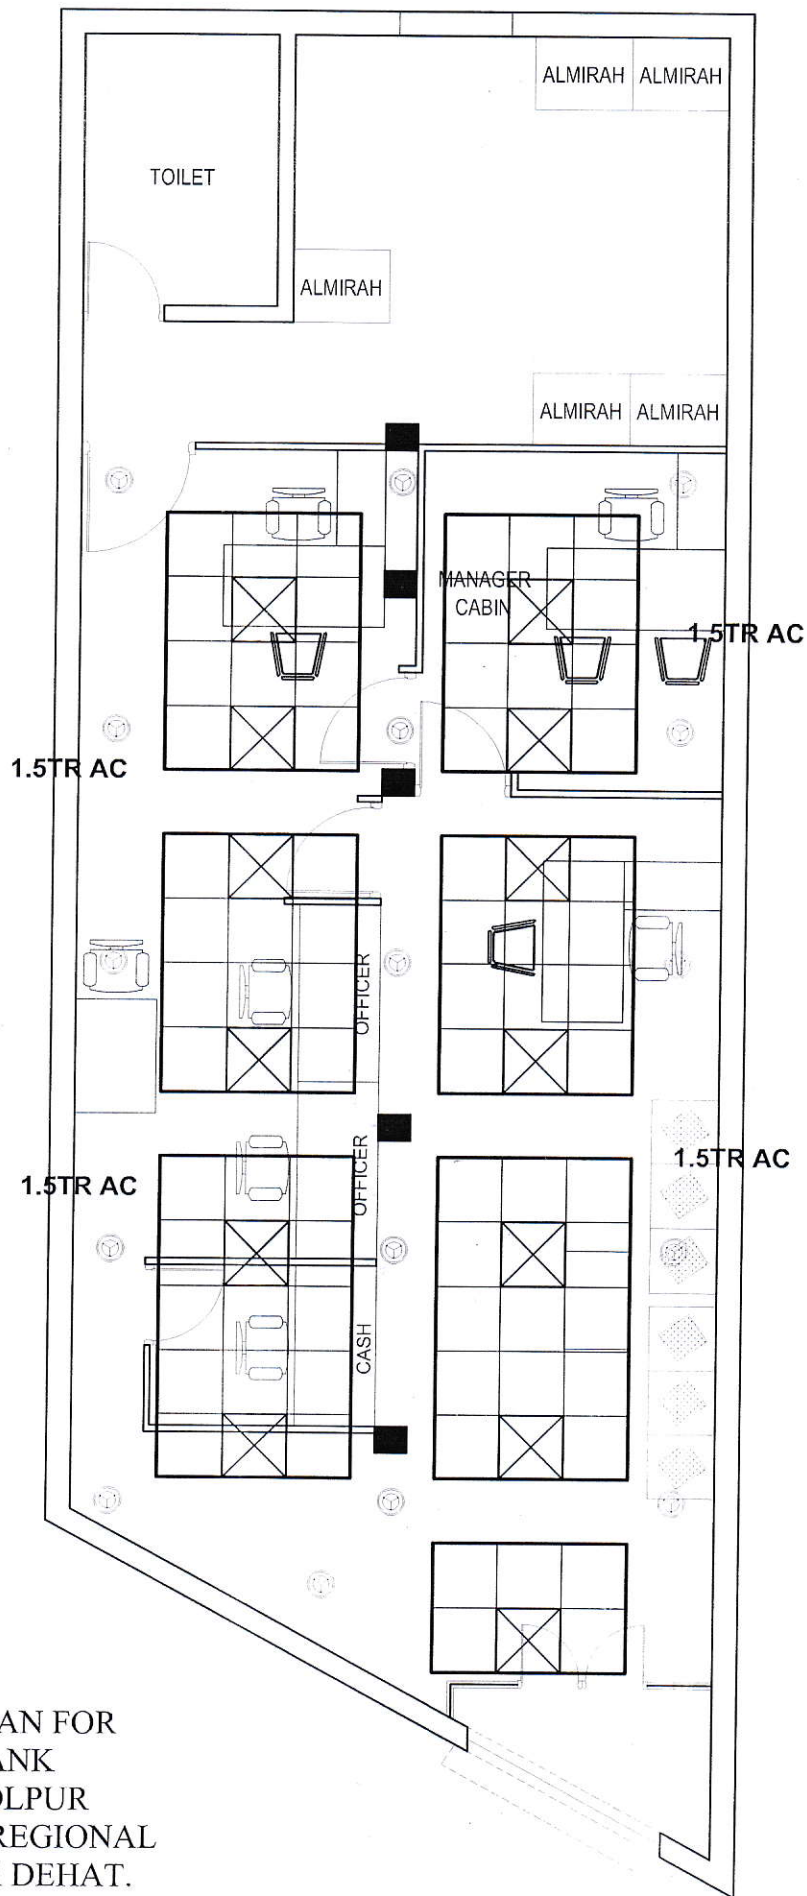 ALMIRAH ALMIRAH
TOILET
ALMIRAH
ALMIRAH ALMIRAH
MANAGER
CABIN
1.5TR AC
1.5TR AC
OFFICER
OFFICER
1.5TR AC
1.5TR AC
CASH
AN FOR
ANK
OLPUR
REGIONAL
DEHAT.